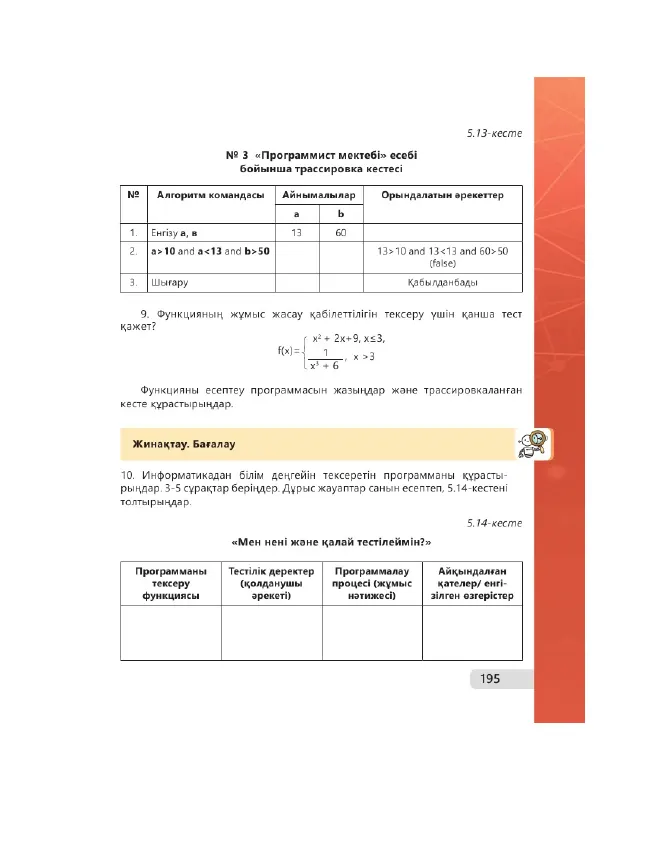 5.13-кесте
№ 3 «Программист мектебі» есебі
бойынша трассировка кестесі
№ Алгоритм командасы Айнымалылар Орындалатын әрекеттер
a b
1. Енгізу а, в 13 60
2. a>10 and a<13 and b>50 13>10 and 13<13 and 60>50
(false)
3. Шығару Қабылданбады
9. Функцияның жұмыс жасау қабілеттілігін тексеру үшін қанша тест
қажет?
x² + 2x+9, x≤3,
f(x)=
1
, x >3
x³ + 6
Функцияны есептеу программасын жазыңдар және трассировкаланған
кесте құрастырыңдар.
Жинақтау. Бағалау
10. Информатикадан білім деңгейін тексеретін программаны құрасты-
рыңдар. 3-5 сұрақтар беріңдер. Дұрыс жауаптар санын есептеп, 5.14-кестені
толтырыңдар.
5.14-кесте
«Мен нені және қалай тестілеймін?»
Программаны Тестілік деректер Программалау Айқындалған
тексеру (қолданушы процесі (жұмыс қателер/ енгі-
функциясы әрекеті) нәтижесі) зілген өзгерістер
195